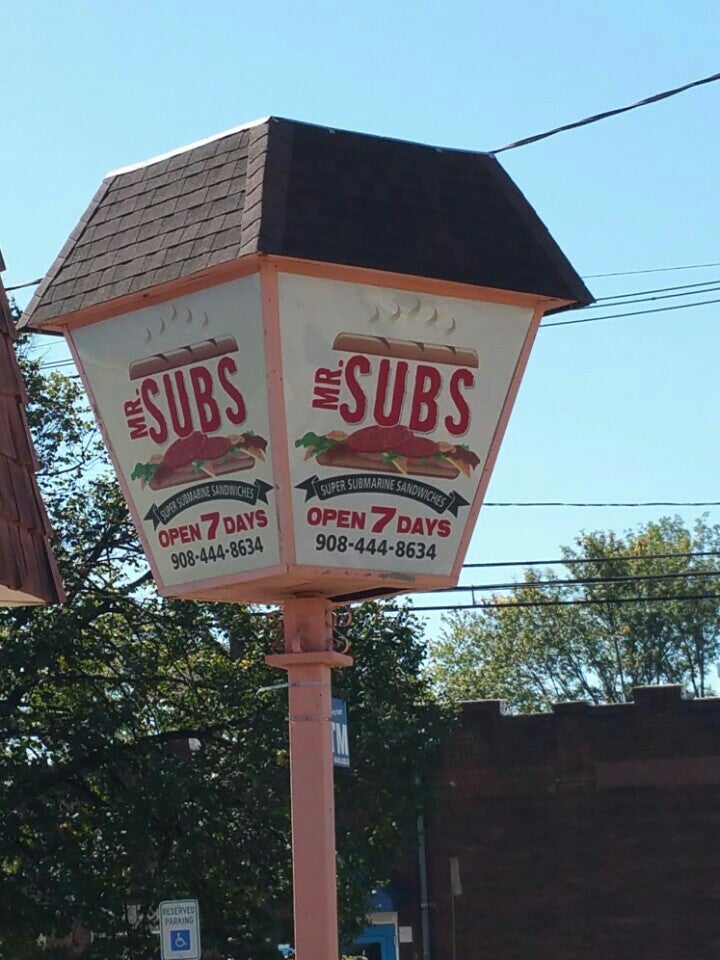 MR.
SUBS
SUPER SUBMARINE SANDWICHES
OPEN 7 DAYS
908-444-8634
MR.
SUBS
SUPER SUBMARINE SANDWICHES
OPEN 7 DAYS
908-444-8634
TM
RESERVED
PARKING